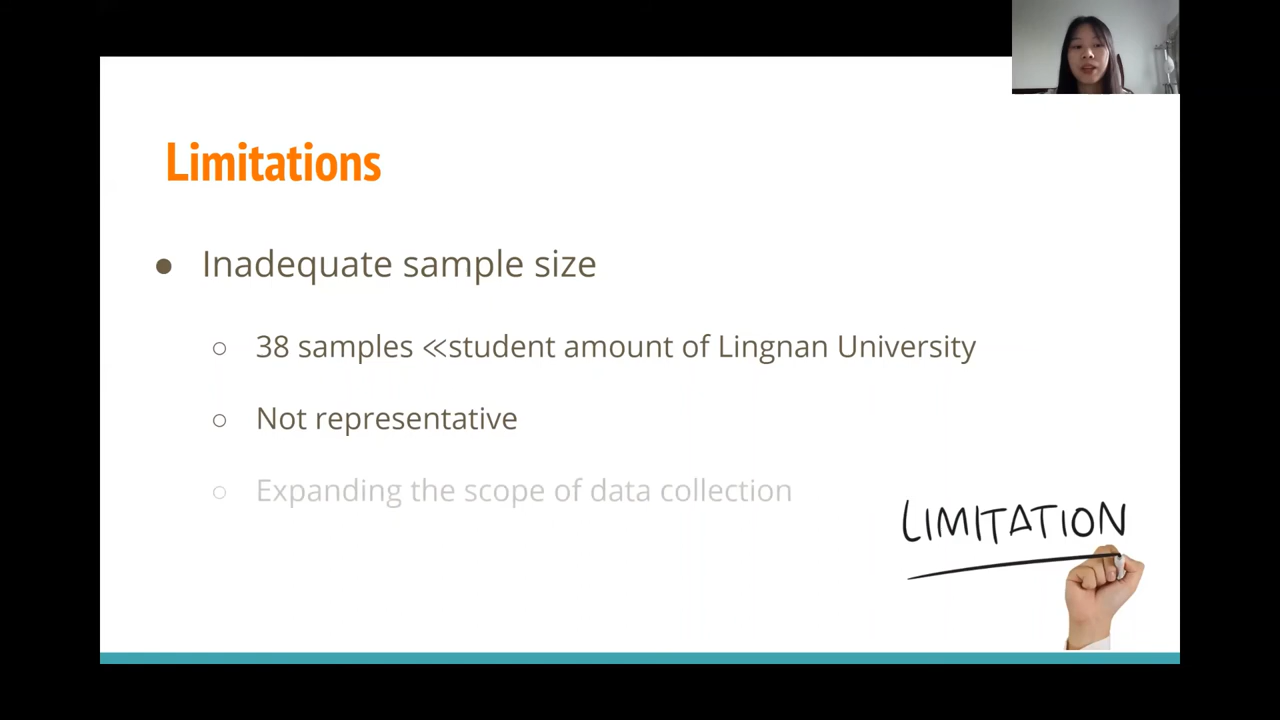 Limitations
● Inadequate sample size
○ 38 samples ≪student amount of Lingnan University
○ Not representative
○ Expanding the scope of data collection
LIMITATION